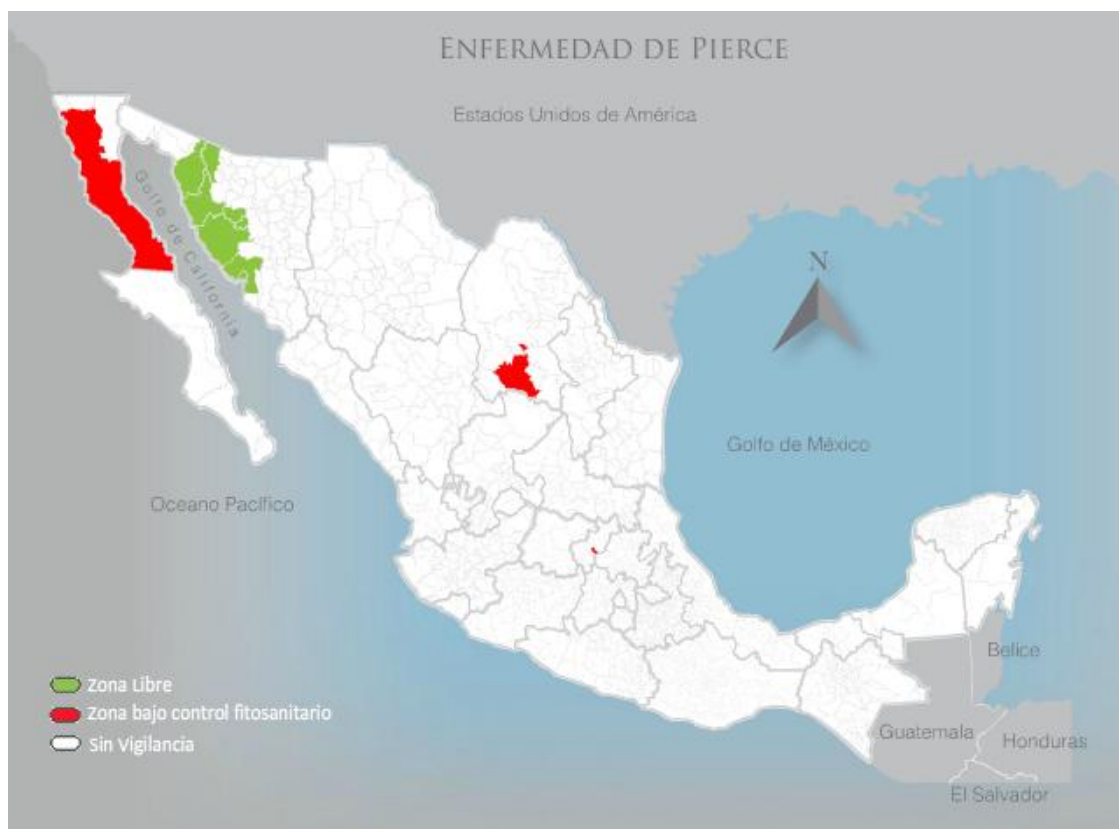 ENFERMEDAD DE PIERCE
Estados Unidos de América
Golfo de California
N
Golfo de México
Oceano Pacífico
Belice
Zona Libre
Zona bajo control fitosanitario
Sin Vigilancia
Guatemala
Honduras
El Salvador